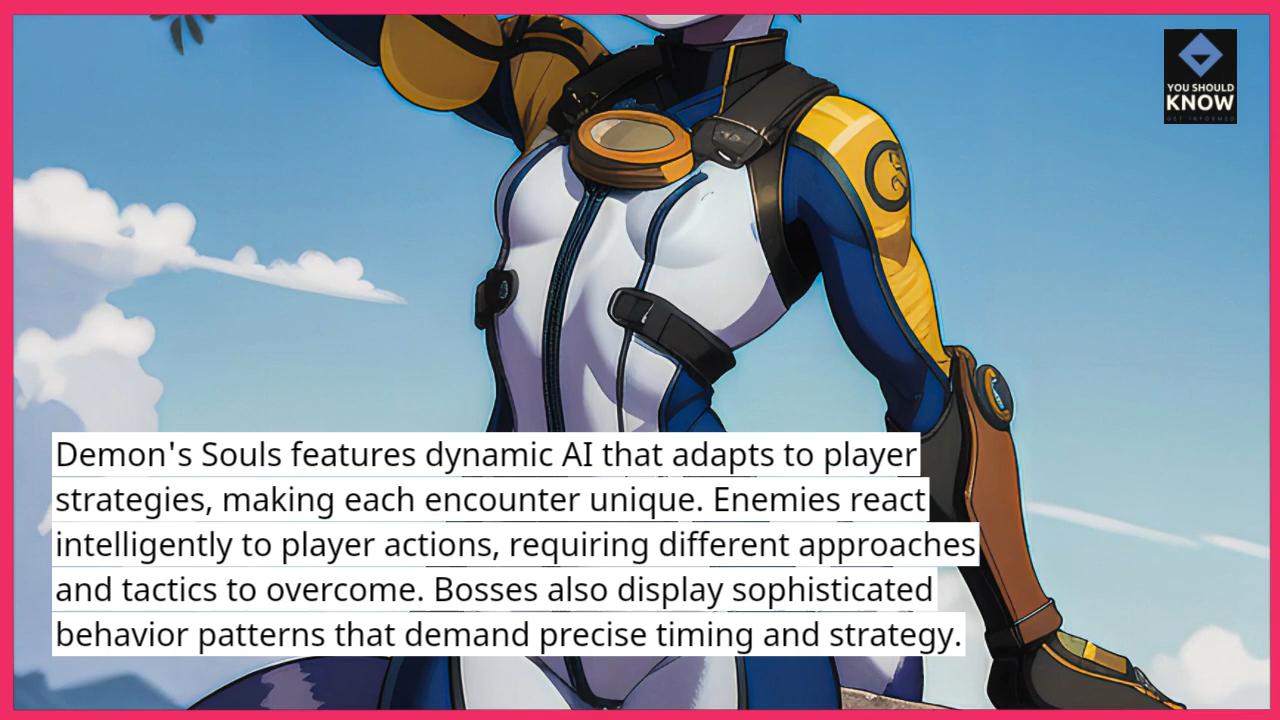 YOU SHOULD
KNOW
GET INFORMED
Demon's Souls features dynamic AI that adapts to player
strategies, making each encounter unique. Enemies react
intelligently to player actions, requiring different approaches
and tactics to overcome. Bosses also display sophisticated
behavior patterns that demand precise timing and strategy.